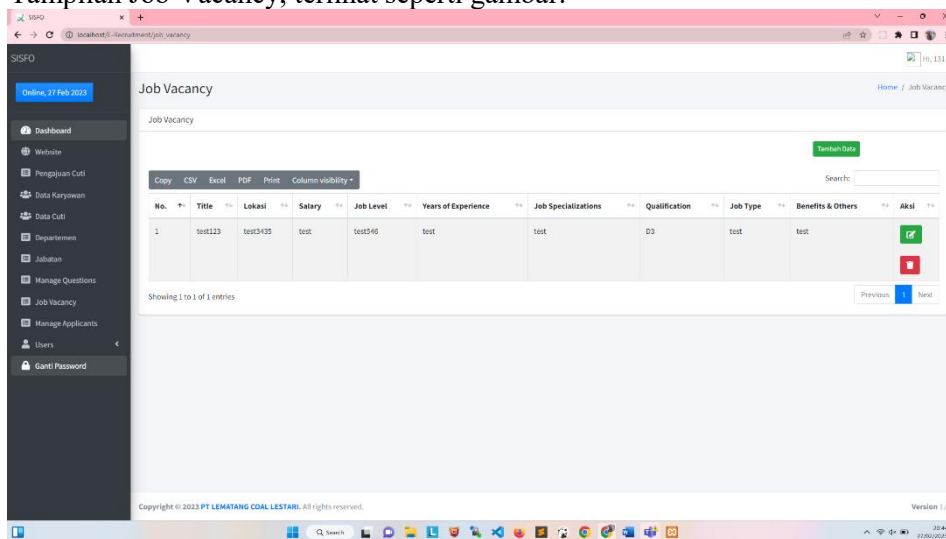 Tampilan Job Vacancy, terlihat seperti gambar.
SISFO
localhost/E-Recruitment/job_vacancy
SISFO
Hi, 131
Online, 27 Feb 2023
Job Vacancy
Home / Job Vacanc
Dashboard
Website
Pengajuan Cuti
Data Karyawan
Data Cuti
Departemen
Jabatan
Manage Questions
Job Vacancy
Manage Applicants
Users
Ganti Password
Job Vacancy
Tambah Data
Copy CSV Excel PDF Print Column visibility
Search:
No. Title Lokasi Salary Job Level Years of Experience Job Specializations Qualification Job Type Benefits & Others Aksi
1 test123 test3435 test test546 test test D3 test test
Showing 1 to 1 of 1 entries
Previous 1 Next
Copyright © 2023 PT LEMATANG COAL LESTARI. All rights reserved.
Version
Search